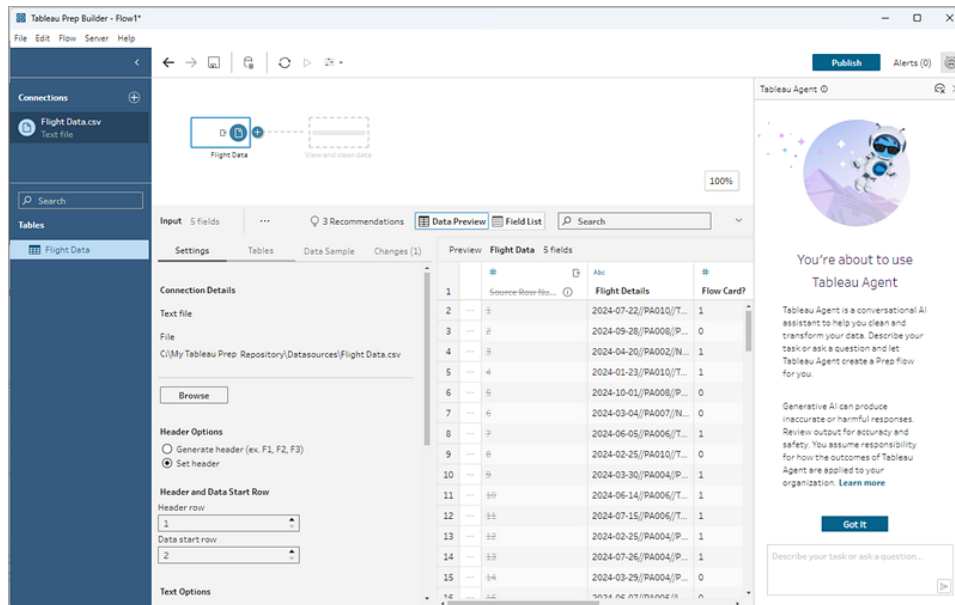 Tableau Prep Builder - Flow1*
File Edit Flow Server Help
Publish
Alerts (0)
Connections
Flight Data.csv
Text file
Search
Tables
Flight Data
Flight Data
View and clean data
100%
Input 5 fields
3 Recommendations
Data Preview
Field List
Search
Settings
Tables
Data Sample
Changes (1)
Connection Details
Text file
File
C:\My Tableau Prep Repository\Datasources\Flight Data.csv
Browse
Header Options
Generate header (ex. F1, F2, F3)
Set header
Header and Data Start Row
Header row
1
Data start row
2
Text Options
Preview Flight Data 5 fields
# Abc #
1 Source Row Nu... Flight Details Flow Card?
2 1 2024-07-22//PA010//T... 1
3 2 2024-09-28//PA008//P... 0
4 3 2024-04-20//PA002//N... 1
5 4 2024-01-23//PA010//T... 1
6 5 2024-10-01//PA008//P... 0
7 6 2024-03-04//PA007//N... 0
8 7 2024-06-05//PA006//T... 1
9 8 2024-02-25//PA010//T... 0
10 9 2024-03-30//PA004//P... 1
11 10 2024-06-14//PA006//T... 1
12 11 2024-07-15//PA006//T... 1
13 12 2024-02-25//PA004//P... 1
14 13 2024-07-26//PA004//P... 1
15 14 2024-03-29//PA004//P... 0
16
Tableau Agent
You're about to use
Tableau Agent
Tableau Agent is a conversational AI
assistant to help you clean and
transform your data. Describe your
task or ask a question and let
Tableau Agent create a Prep flow
for you.
Generative AI can produce
inaccurate or harmful responses.
Review output for accuracy and
safety. You assume responsibility
for how the outcomes of Tableau
Agent are applied to your
organization. Learn more
Got It
Describe your task or ask a question...